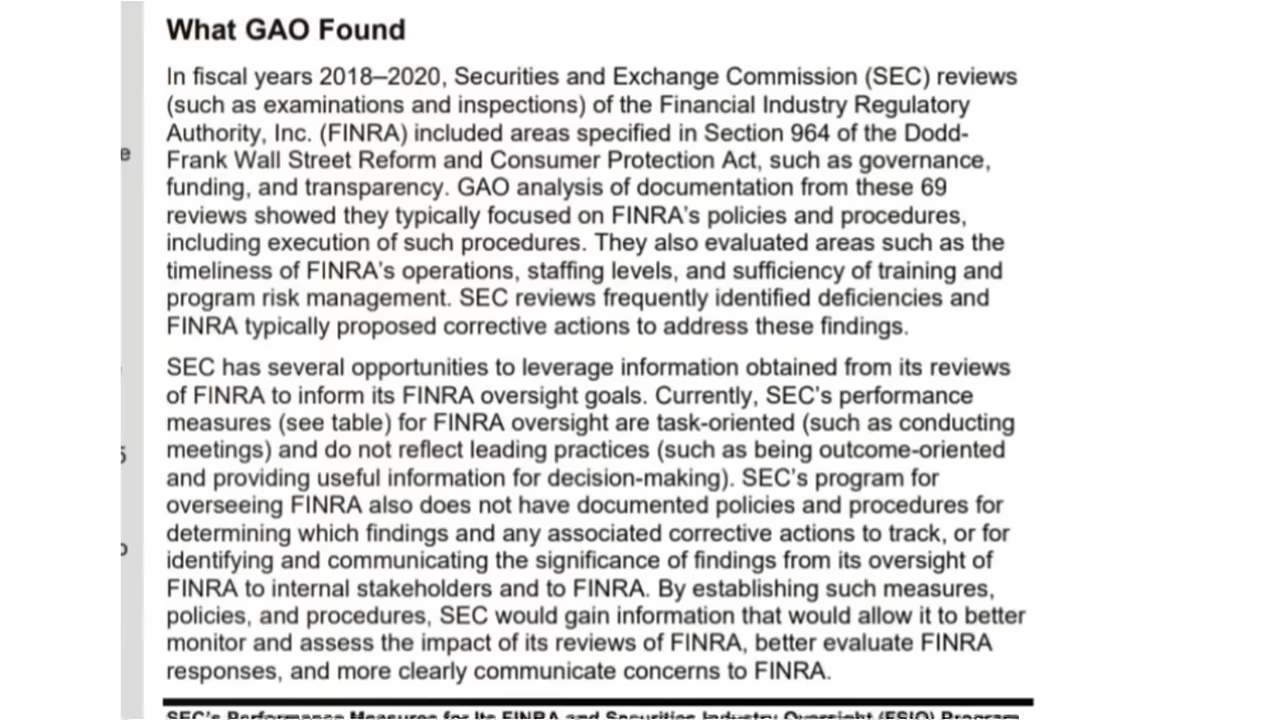 What GAO Found
In fiscal years 2018–2020, Securities and Exchange Commission (SEC) reviews
(such as examinations and inspections) of the Financial Industry Regulatory
Authority, Inc. (FINRA) included areas specified in Section 964 of the Dodd-
Frank Wall Street Reform and Consumer Protection Act, such as governance,
funding, and transparency. GAO analysis of documentation from these 69
reviews showed they typically focused on FINRA's policies and procedures,
including execution of such procedures. They also evaluated areas such as the
timeliness of FINRA's operations, staffing levels, and sufficiency of training and
program risk management. SEC reviews frequently identified deficiencies and
FINRA typically proposed corrective actions to address these findings.
SEC has several opportunities to leverage information obtained from its reviews
of FINRA to inform its FINRA oversight goals. Currently, SEC's performance
measures (see table) for FINRA oversight are task-oriented (such as conducting
meetings) and do not reflect leading practices (such as being outcome-oriented
and providing useful information for decision-making). SEC's program for
overseeing FINRA also does not have documented policies and procedures for
determining which findings and any associated corrective actions to track, or for
identifying and communicating the significance of findings from its oversight of
FINRA to internal stakeholders and to FINRA. By establishing such measures,
policies, and procedures, SEC would gain information that would allow it to better
monitor and assess the impact of its reviews of FINRA, better evaluate FINRA
responses, and more clearly communicate concerns to FINRA.
SEC's Performance Measures for Its FINRA and Securities Industry Oversight (FSIO) Program